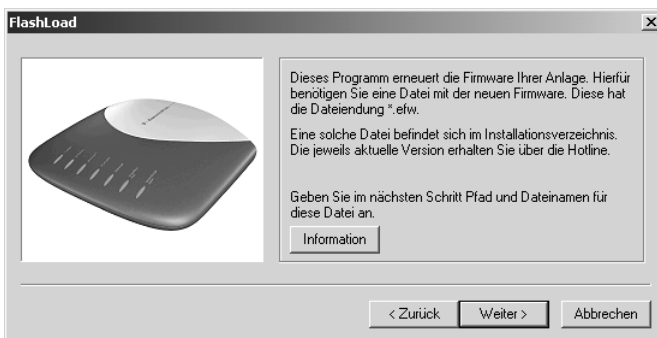 FlashLoad
Dieses Programm erneuert die Firmware Ihrer Anlage. Hierfür
benötigen Sie eine Datei mit der neuen Firmware. Diese hat
die Dateiendung *.efw.
Eine solche Datei befindet sich im Installationsverzeichnis.
Die jeweils aktuelle Version erhalten Sie über die Hotline.
Geben Sie im nächsten Schritt Pfad und Dateinamen für
diese Datei an.
Information
< Zurück
Weiter >
Abbrechen